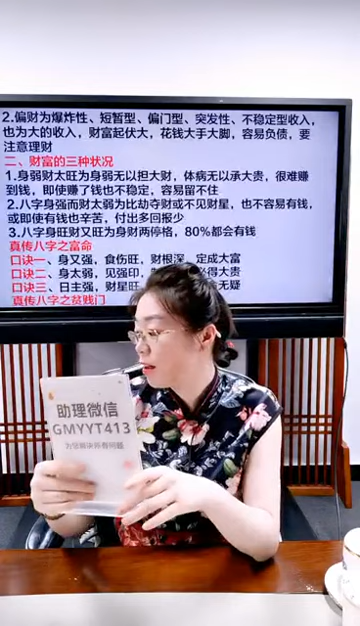 2.偏财为爆炸性、短暂型、偏门型、突发性、不稳定型收入，
也为大的收入，财富起伏大，花钱大手大脚，容易负债，要
注意理财
二、财富的三种状况
1.身弱财太旺为身弱无以担大财，体病无以承大贵，很难赚
到钱，即使赚了钱也不稳定，容易留不住
2.八字身强而财太弱为比劫夺财或不见财星，也不容易有钱，
或即使有钱也辛苦，付出多回报少
3.八字身旺财又旺为身财两停格，80%都会有钱
真传八字之富命
口诀一、身又强，食伤旺，财根深，定成大富
口诀二、身太弱，见强印，必得大贵
口诀三、日主强，财星旺，无疑
真传八字之贫贱门
助理微信
GMYYT413